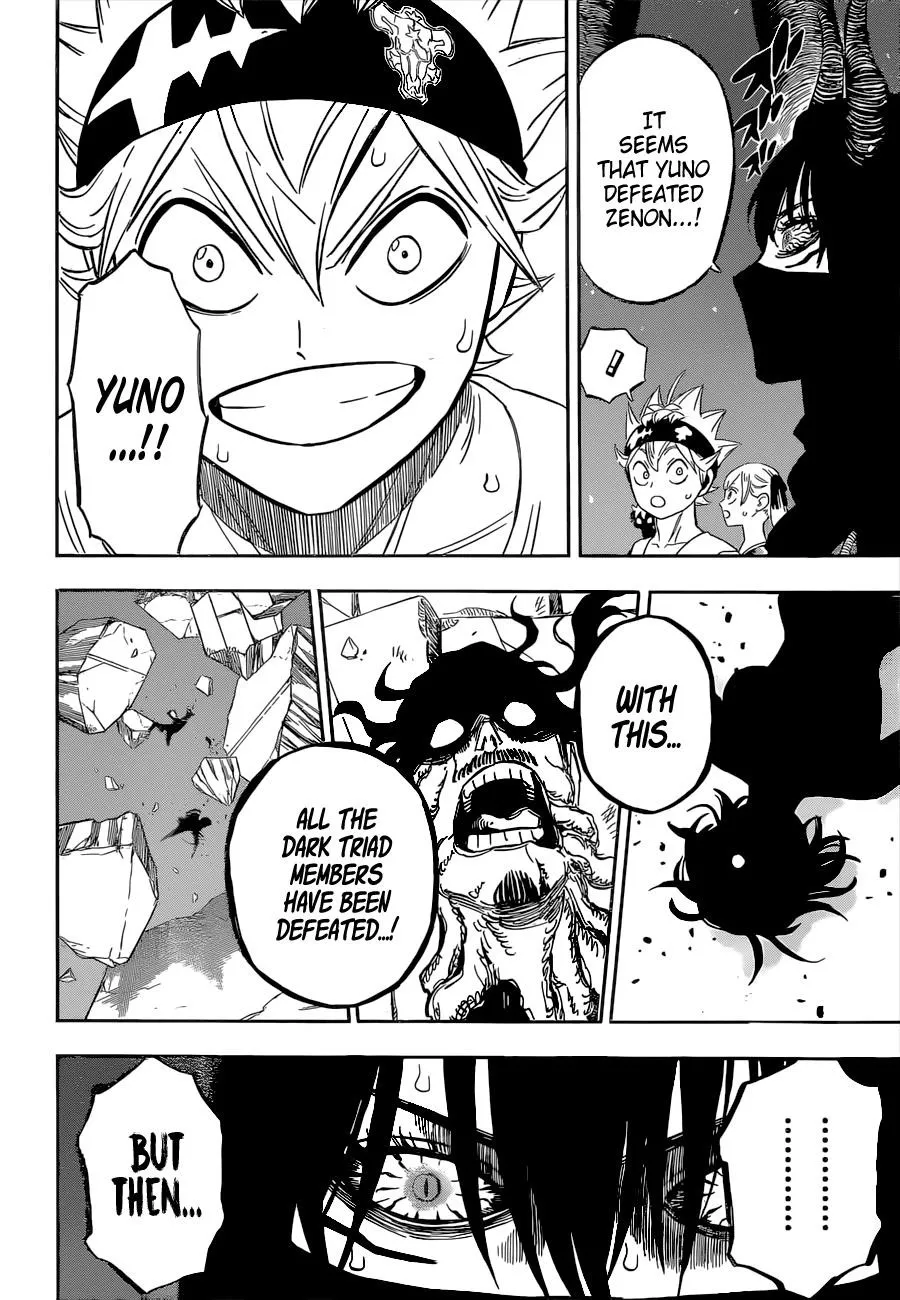 IT
SEEMS
THAT YUNO
DEFEATED
ZENON...!
!
YUNO
...!!
WITH
THIS...
ALL THE
DARK TRIAD
MEMBERS
HAVE BEEN
DEFEATED...!
.......
.......
BUT
THEN...